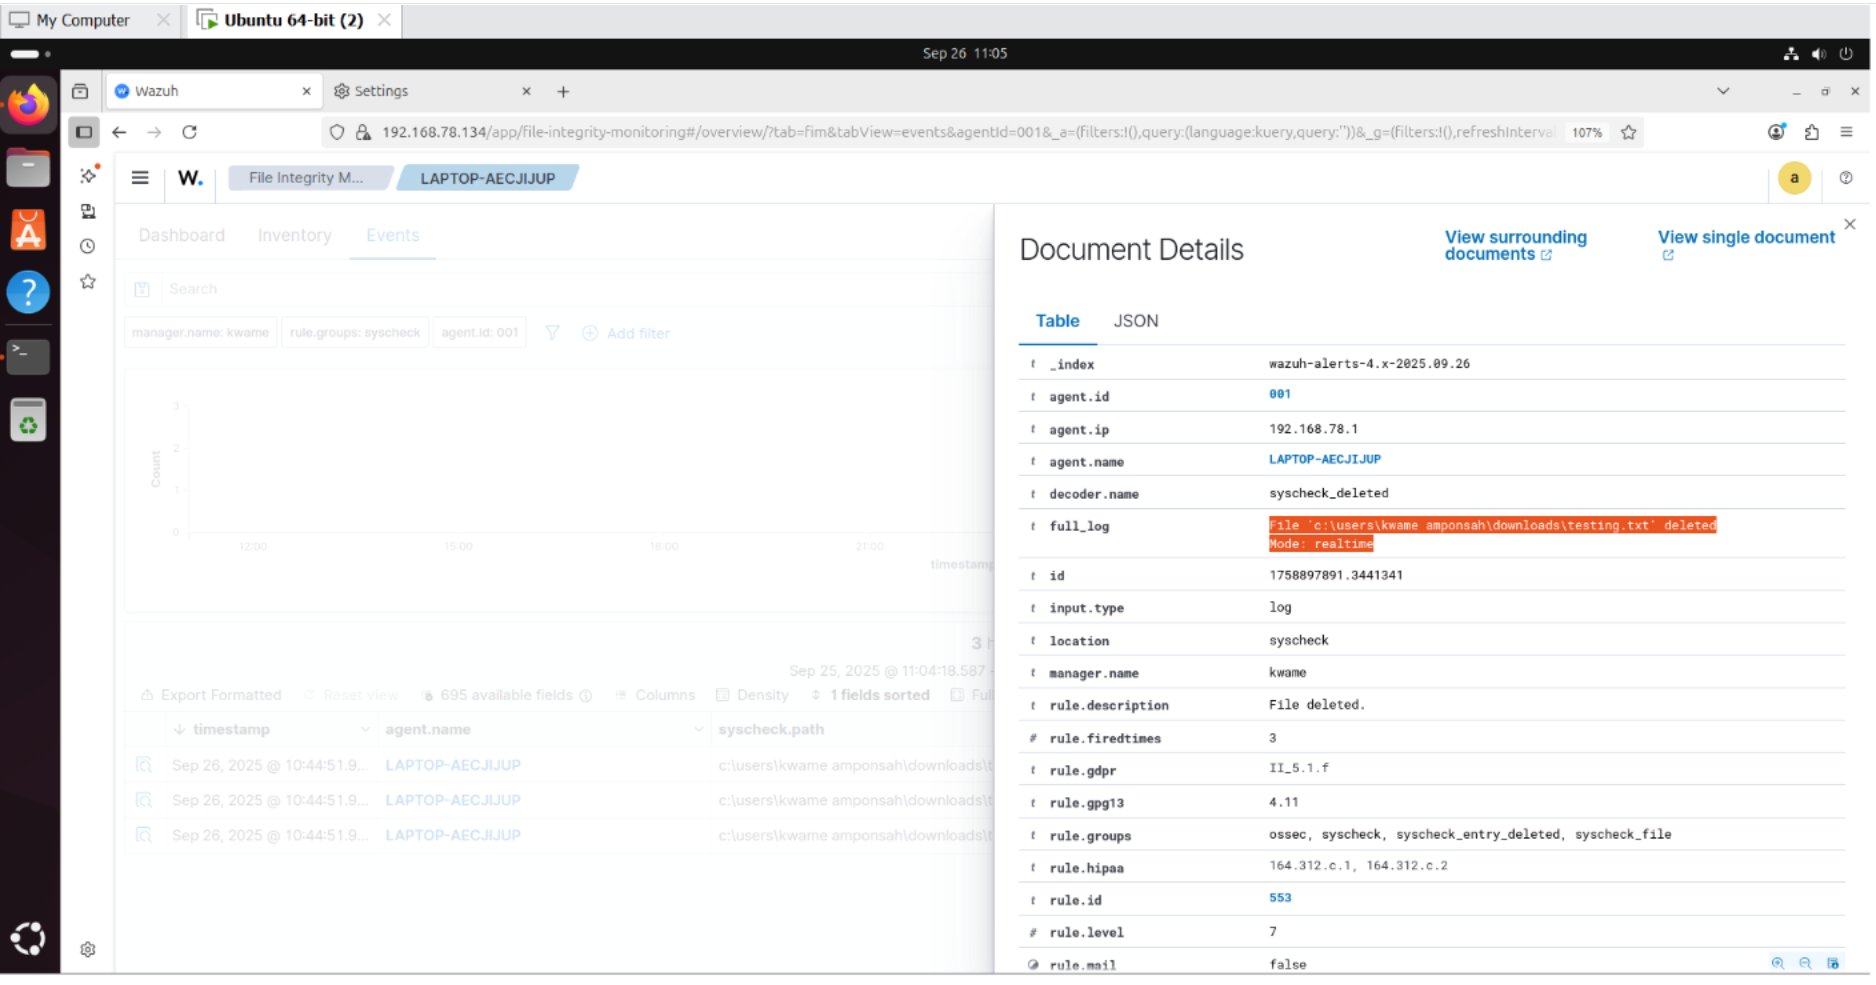 My Computer
Ubuntu 64-bit (2)
Sep 26 11:05
Wazuh
Settings
192.168.78.134/app/file-integrity-monitoring#/overview/?tab=fim&tabView=events&agentId=001&_a=(filters:!(),query:(language:kuery,query:''))&_g=(filters:!(),refreshInterva
107%
W.
File Integrity M...
LAPTOP-AECJIJUP
a
Dashboard
Inventory
Events
Search
manager.name: kwame
rule.groups: syscheck
agent.id: 001
Add filter
Count
3
2
1
0
12:00
15:00
18:00
21:00
timestamp
3 h
Sep 25, 2025 @ 11:04:18.587 -
Export Formatted
Reset view
695 available fields
Columns
Density
1 fields sorted
Ful
timestamp
agent.name
syscheck.path
Sep 26, 2025 @ 10:44:51.9... LAPTOP-AECJIJUP c:\users\kwame amponsah\downloads\t
Sep 26, 2025 @ 10:44:51.9... LAPTOP-AECJIJUP c:\users\kwame amponsah\downloads\t
Sep 26, 2025 @ 10:44:51.9... LAPTOP-AECJIJUP c:\users\kwame amponsah\downloads\t
Document Details
View surrounding
documents
View single document
Table
JSON
t _index wazuh-alerts-4.x-2025.09.26
t agent.id 001
t agent.ip 192.168.78.1
t agent.name LAPTOP-AECJIJUP
t decoder.name syscheck_deleted
t full_log File `c:\users\kwame amponsah\downloads\testing.txt' deleted
Mode: realtime
t id 1758897891.3441341
t input.type log
t location syscheck
t manager.name kwame
t rule.description File deleted.
# rule.firedtimes 3
t rule.gdpr II_5.1.f
t rule.gpg13 4.11
t rule.groups ossec, syscheck, syscheck_entry_deleted, syscheck_file
t rule.hipaa 164.312.c.1, 164.312.c.2
t rule.id 553
# rule.level 7
rule.mail false